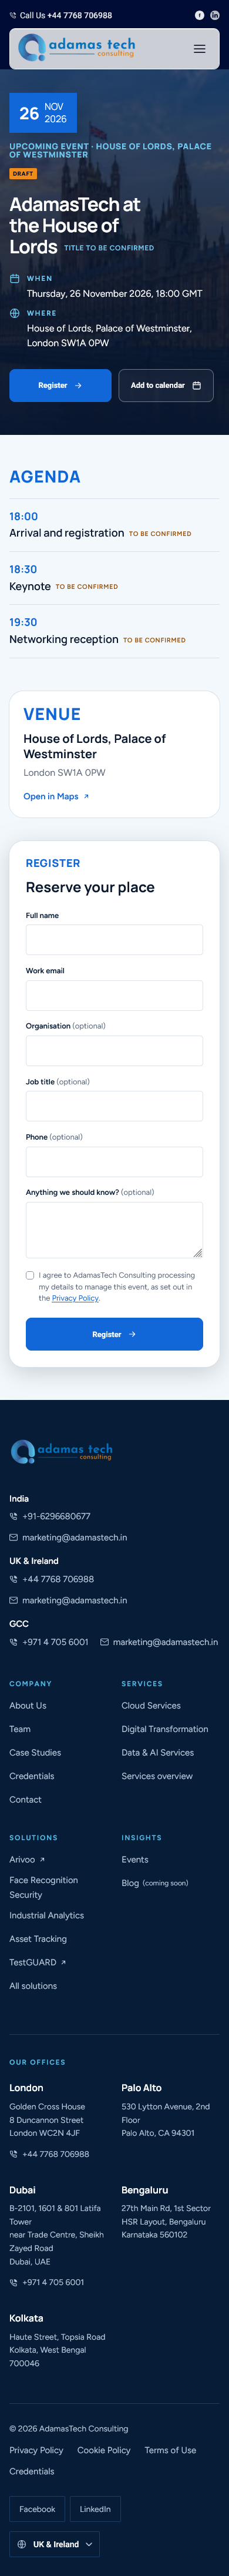 Call Us +44 7768 706988
adamas tech
consulting
26 NOV 2026
UPCOMING EVENT · HOUSE OF LORDS, PALACE
OF WESTMINSTER
DRAFT
AdamasTech at
the House of
Lords TITLE TO BE CONFIRMED
WHEN
Thursday, 26 November 2026, 18:00 GMT
WHERE
House of Lords, Palace of Westminster,
London SW1A 0PW
Register
Add to calendar
AGENDA
18:00
Arrival and registration TO BE CONFIRMED
18:30
Keynote TO BE CONFIRMED
19:30
Networking reception TO BE CONFIRMED
VENUE
House of Lords, Palace of
Westminster
London SW1A 0PW
Open in Maps
REGISTER
Reserve your place
Full name
Work email
Organisation (optional)
Job title (optional)
Phone (optional)
Anything we should know? (optional)
I agree to AdamasTech Consulting processing
my details to manage this event, as set out in
the Privacy Policy.
Register
adamas tech
consulting
India
+91-6296680677
marketing@adamastech.in
UK & Ireland
+44 7768 706988
marketing@adamastech.in
GCC
+971 4 705 6001 marketing@adamastech.in
COMPANY
About Us
Team
Case Studies
Credentials
Contact
SERVICES
Cloud Services
Digital Transformation
Data & AI Services
Services overview
SOLUTIONS
Arivoo
Face Recognition
Security
Industrial Analytics
Asset Tracking
TestGUARD
All solutions
INSIGHTS
Events
Blog (coming soon)
OUR OFFICES
London
Golden Cross House
8 Duncannon Street
London WC2N 4JF
+44 7768 706988
Palo Alto
530 Lytton Avenue, 2nd
Floor
Palo Alto, CA 94301
Dubai
B-2101, 1601 & 801 Latifa
Tower
near Trade Centre, Sheikh
Zayed Road
Dubai, UAE
+971 4 705 6001
Bengaluru
27th Main Rd, 1st Sector
HSR Layout, Bengaluru
Karnataka 560102
Kolkata
Haute Street, Topsia Road
Kolkata, West Bengal
700046
© 2026 AdamasTech Consulting
Privacy Policy Cookie Policy Terms of Use
Credentials
Facebook LinkedIn
UK & Ireland